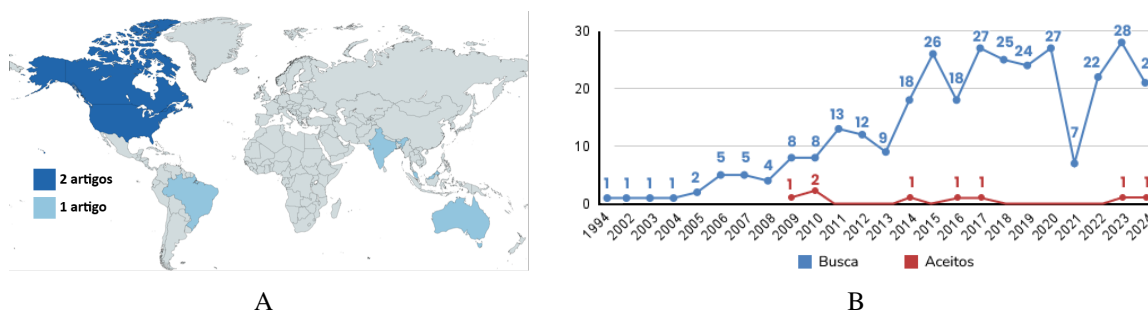 2 artigos
1 artigo
A
30
20
10
0
1 1 1 1 2 5 5 4 8 8 13 12 9 18 26 18 27 25 24 27 7 22 28
1 2 1 1 1 1 1
1994 2002 2003 2004 2005 2006 2007 2008 2009 2010 2011 2012 2013 2014 2015 2016 2017 2018 2019 2020 2021 2022 2023
Busca Aceitos
B